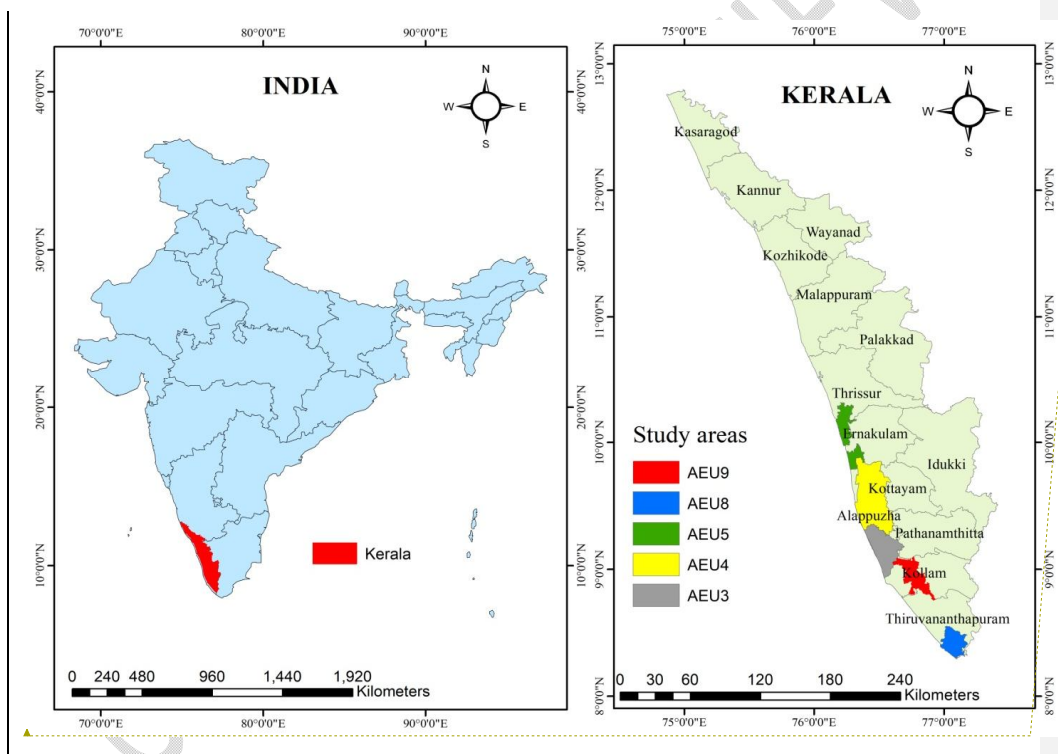 70°0'0"E 80°0'0"E 90°0'0"E
INDIA
N
W E
S
40°0'0"N 40°0'0"N
30°0'0"N 30°0'0"N
20°0'0"N 20°0'0"N
10°0'0"N 10°0'0"N
Kerala
0 240 480 960 1,440 1,920
Kilometers
70°0'0"E 80°0'0"E 90°0'0"E
75°0'0"E 76°0'0"E 77°0'0"E
KERALA
N
W E
S
13°0'0"N 13°0'0"N
12°0'0"N 12°0'0"N
11°0'0"N 11°0'0"N
10°0'0"N 10°0'0"N
9°0'0"N 9°0'0"N
8°0'0"N 8°0'0"N
Kasaragod
Kannur
Wayanad
Kozhikode
Malappuram
Palakkad
Thrissur
Ernakulam
Idukki
Kottayam
Alappuzha
Pathanamthitta
Kollam
Thiruvananthapuram
Study areas
AEU9
AEU8
AEU5
AEU4
AEU3
0 30 60 120 180 240
Kilometers
75°0'0"E 76°0'0"E 77°0'0"E